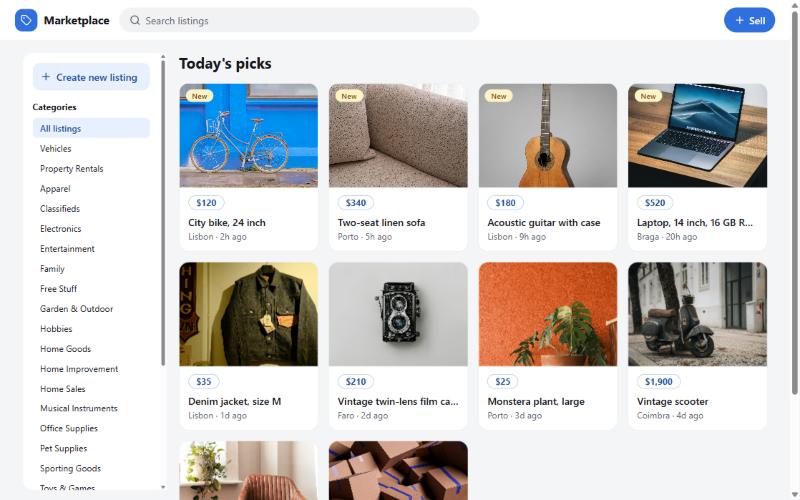 Marketplace
Search listings
+ Sell
+ Create new listing
Categories
All listings
Vehicles
Property Rentals
Apparel
Classifieds
Electronics
Entertainment
Family
Free Stuff
Garden & Outdoor
Hobbies
Home Goods
Home Improvement
Home Sales
Musical Instruments
Office Supplies
Pet Supplies
Sporting Goods
Toys & Games
Today's picks
New
$120
City bike, 24 inch
Lisbon · 2h ago
New
$340
Two-seat linen sofa
Porto · 5h ago
New
$180
Acoustic guitar with case
Lisbon · 9h ago
New
$520
Laptop, 14 inch, 16 GB R...
Braga · 20h ago
HING
$35
Denim jacket, size M
Lisbon · 1d ago
$210
Vintage twin-lens film ca...
Faro · 2d ago
$25
Monstera plant, large
Porto · 3d ago
$1,900
Vintage scooter
Coimbra · 4d ago